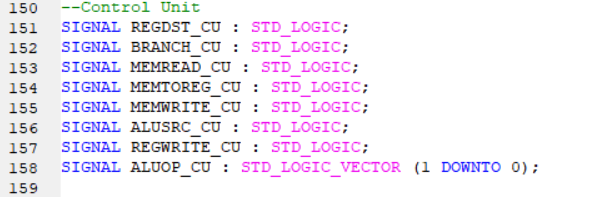 150 --Control Unit
151 SIGNAL REGDST_CU : STD_LOGIC;
152 SIGNAL BRANCH_CU : STD_LOGIC;
153 SIGNAL MEMREAD_CU : STD_LOGIC;
154 SIGNAL MEMTOREG_CU : STD_LOGIC;
155 SIGNAL MEMWRITE_CU : STD_LOGIC;
156 SIGNAL ALUSRC_CU : STD_LOGIC;
157 SIGNAL REGWRITE_CU : STD_LOGIC;
158 SIGNAL ALUOP_CU : STD_LOGIC_VECTOR (1 DOWNTO 0);
159